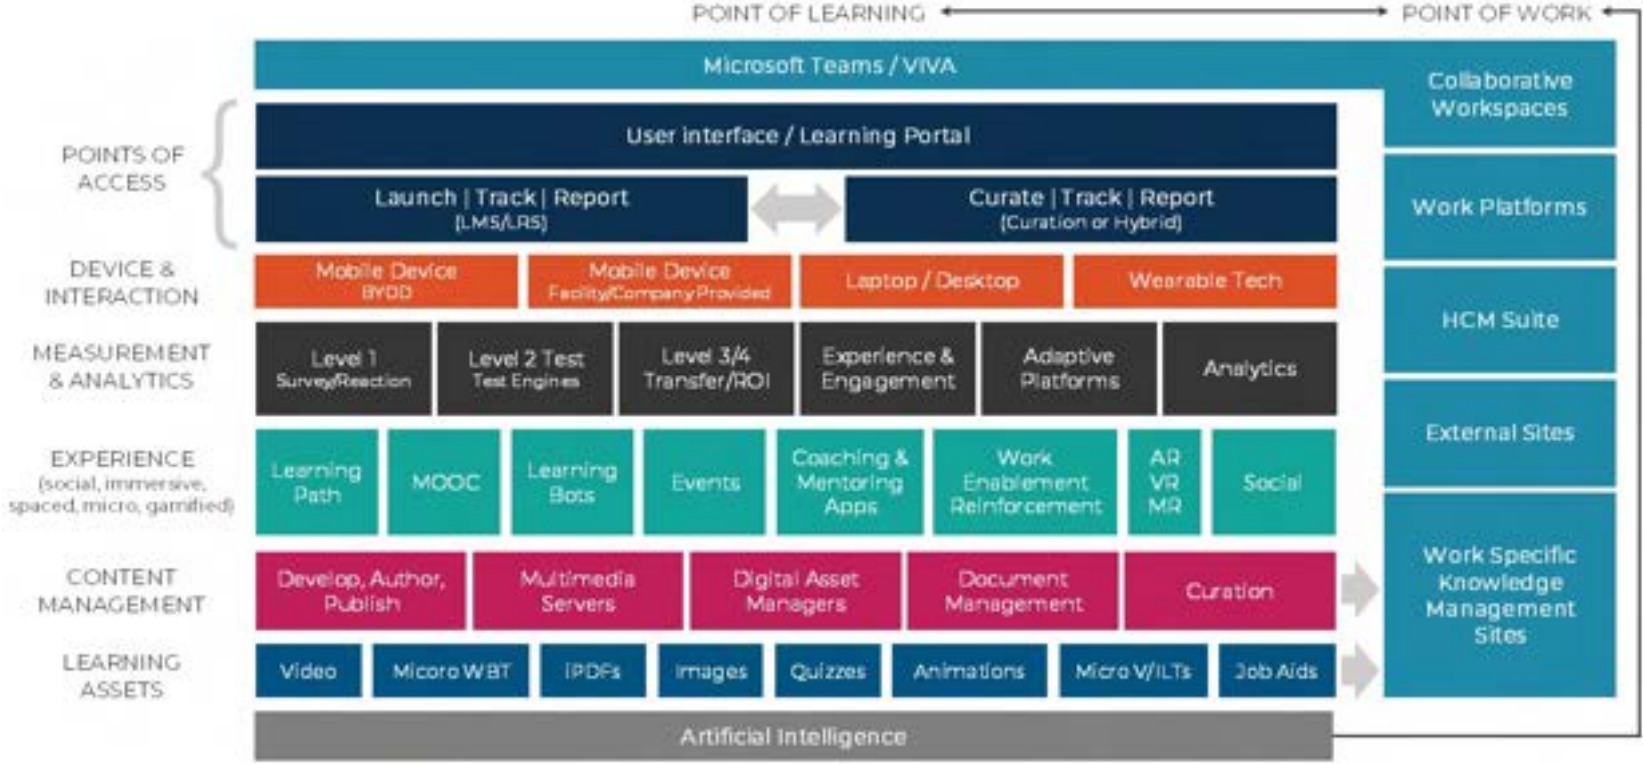 POINT OF LEARNING
POINT OF WORK
Microsoft Teams / VIVA
Collaborative
Workspaces
POINTS OF
ACCESS
User interface / Learning Portal
Launch | Track | Report
(LMS/LRS)
Curate | Track | Report
(Curation or Hybrid)
Work Platforms
DEVICE &
INTERACTION
Mobile Device
BYOD
Mobile Device
Facility/Company Provided
Laptop / Desktop
Wearable Tech
HCM Suite
MEASUREMENT
& ANALYTICS
Level 1
Survey/Reaction
Level 2 Test
Test Engines
Level 3/4
Transfer/ROI
Experience &
Engagement
Adaptive
Platforms
Analytics
External Sites
EXPERIENCE
(social, immersive,
spaced, micro, gamified)
Learning
Path
MOOC
Learning
Bots
Events
Coaching &
Mentoring
Apps
Work
Enablement
Reinforcement
AR
VR
MR
Social
Work Specific
Knowledge
Management
Sites
CONTENT
MANAGEMENT
Develop, Author,
Publish
Multimedia
Servers
Digital Asset
Managers
Document
Management
Curation
LEARNING
ASSETS
Video
Micoro WBT
iPDFs
Images
Quizzes
Animations
Micro V/ILTs
Job Aids
Artificial Intelligence